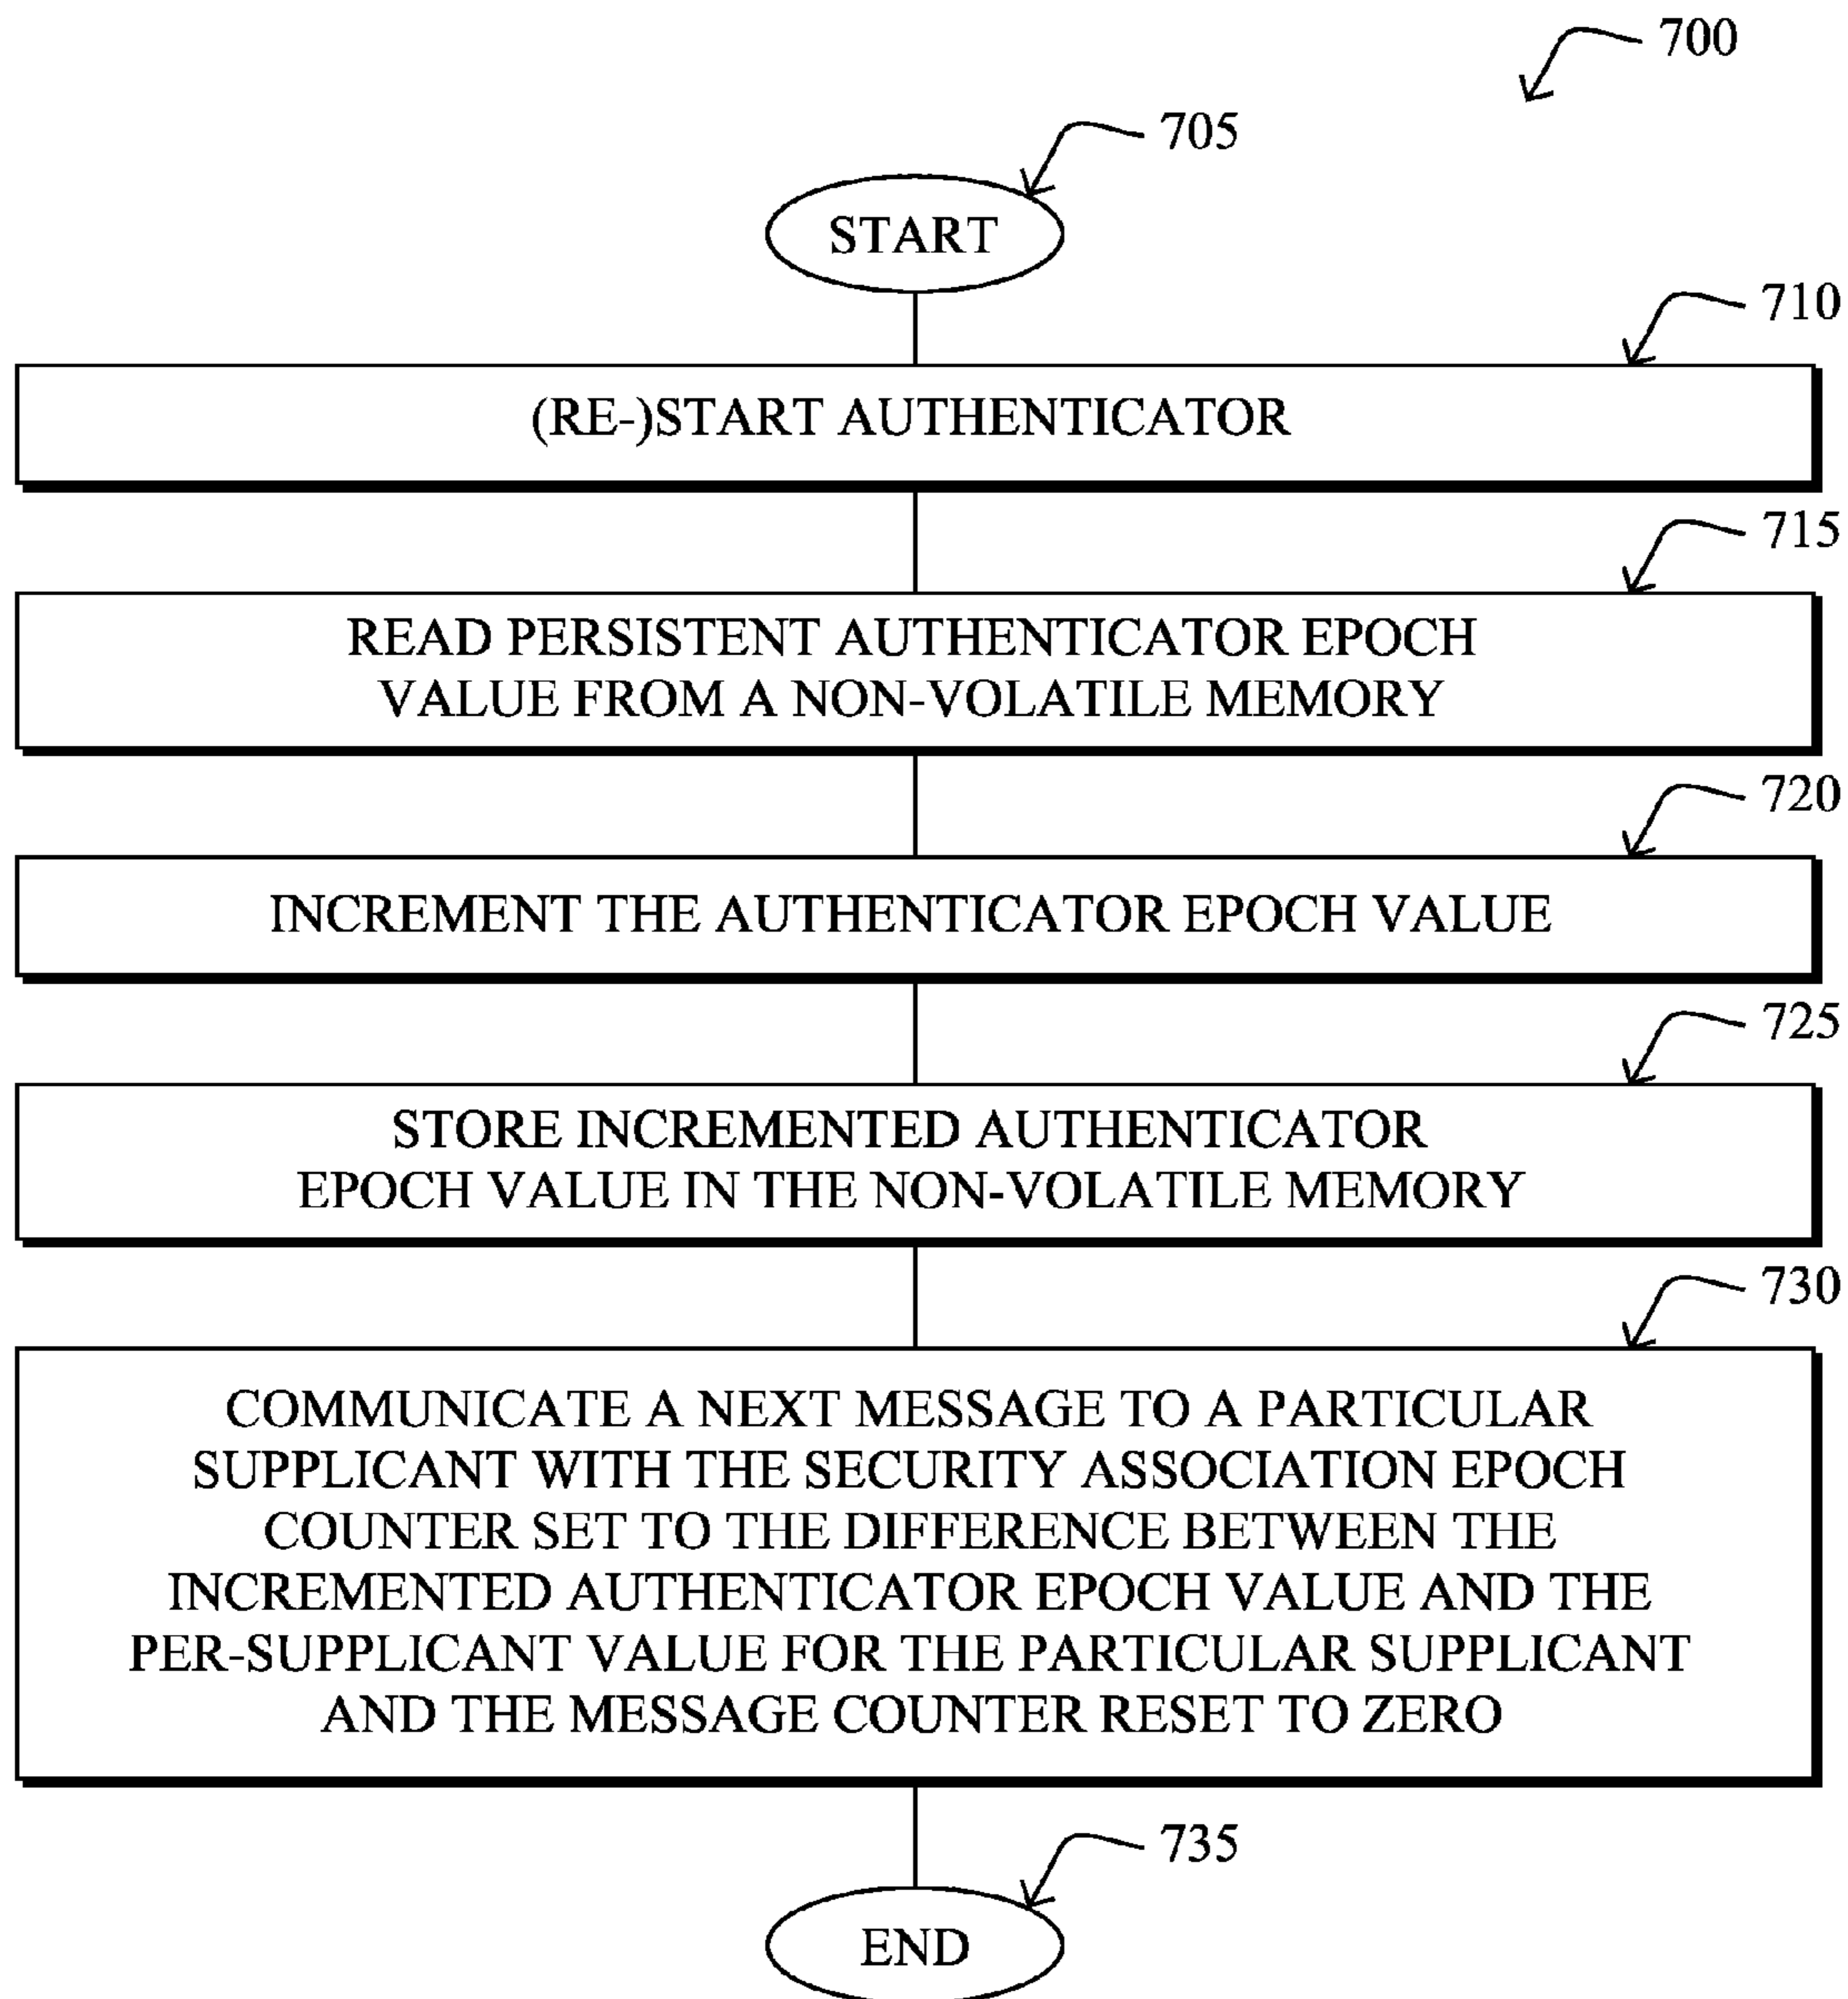 700
705
START
710
(RE-)START AUTHENTICATOR
715
READ PERSISTENT AUTHENTICATOR EPOCH
VALUE FROM A NON-VOLATILE MEMORY
720
INCREMENT THE AUTHENTICATOR EPOCH VALUE
725
STORE INCREMENTED AUTHENTICATOR
EPOCH VALUE IN THE NON-VOLATILE MEMORY
730
COMMUNICATE A NEXT MESSAGE TO A PARTICULAR
SUPPLICANT WITH THE SECURITY ASSOCIATION EPOCH
COUNTER SET TO THE DIFFERENCE BETWEEN THE
INCREMENTED AUTHENTICATOR EPOCH VALUE AND THE
PER-SUPPLICANT VALUE FOR THE PARTICULAR SUPPLICANT
AND THE MESSAGE COUNTER RESET TO ZERO
735
END